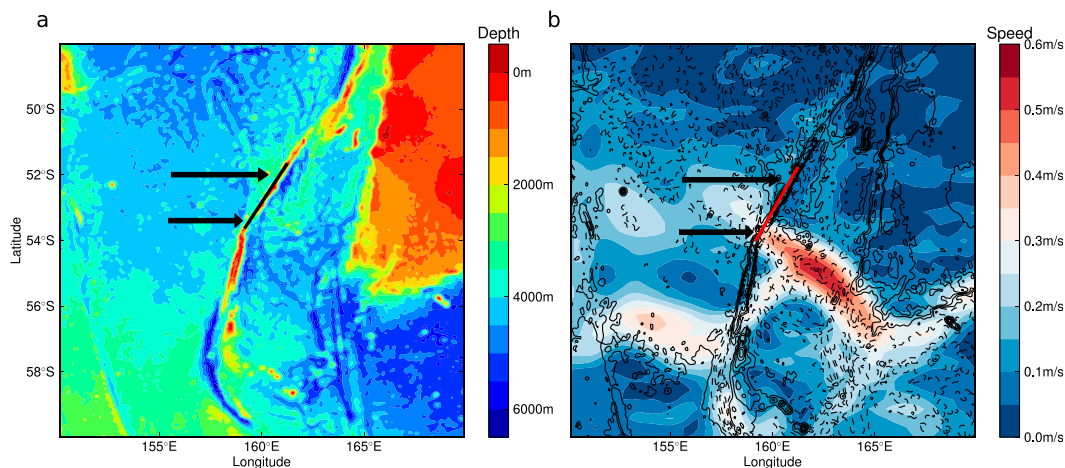 a
Depth
0m
2000m
4000m
6000m
50°S
52°S
54°S
56°S
58°S
Latitude
155°E
160°E
165°E
Longitude
b
Speed
0.6m/s
0.5m/s
0.4m/s
0.3m/s
0.2m/s
0.1m/s
0.0m/s
155°E
160°E
165°E
Longitude